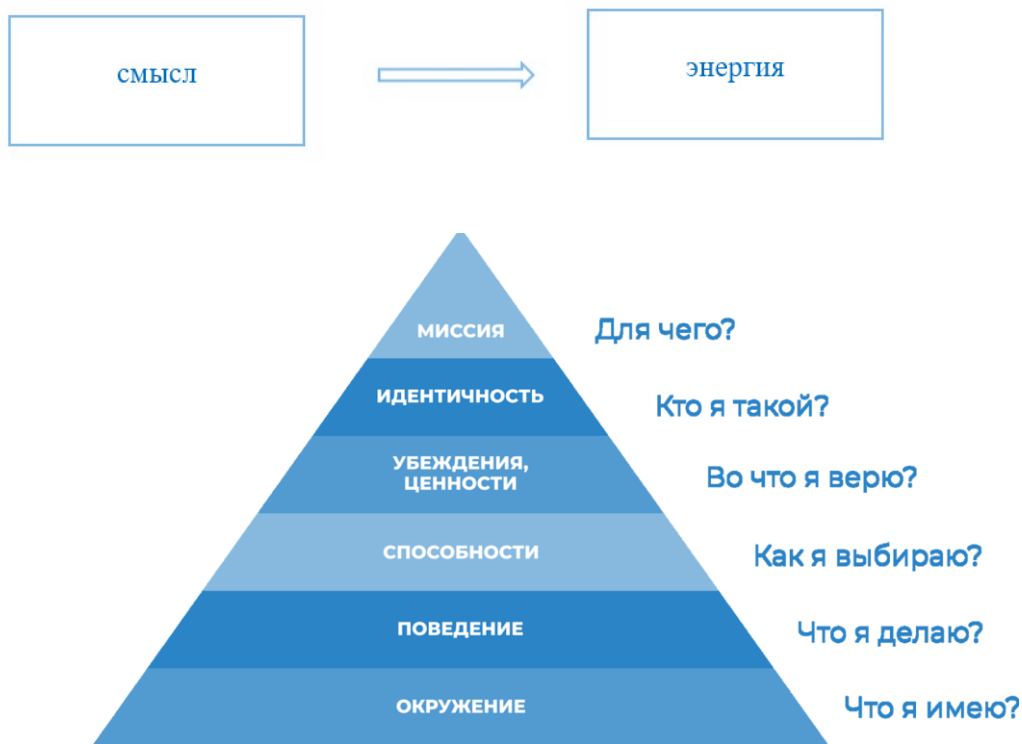 смысл
энергия
МИССИЯ
Для чего?
ИДЕНТИЧНОСТЬ
Кто я такой?
УБЕЖДЕНИЯ,
ЦЕННОСТИ
Во что я верю?
СПОСОБНОСТИ
Как я выбираю?
ПОВЕДЕНИЕ
Что я делаю?
ОКРУЖЕНИЕ
Что я имею?